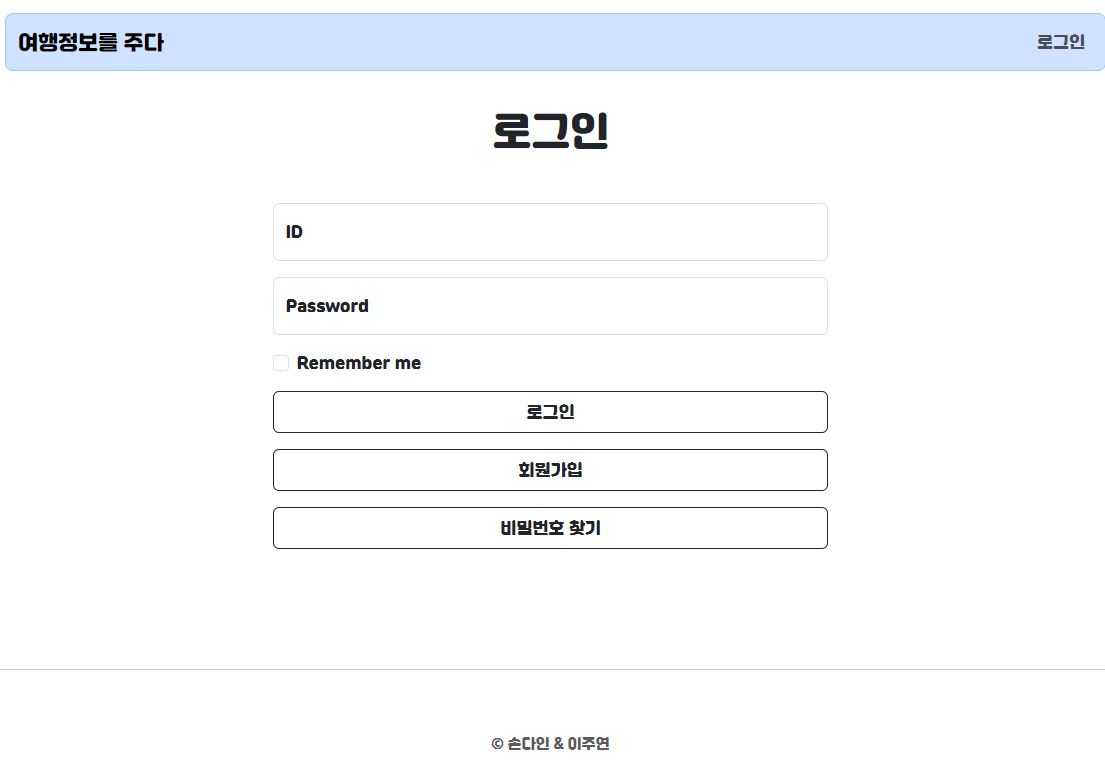 여행정보를 주다
로그인
로그인
ID
Password
Remember me
로그인
회원가입
비밀번호 찾기
© 손다인 & 이주연